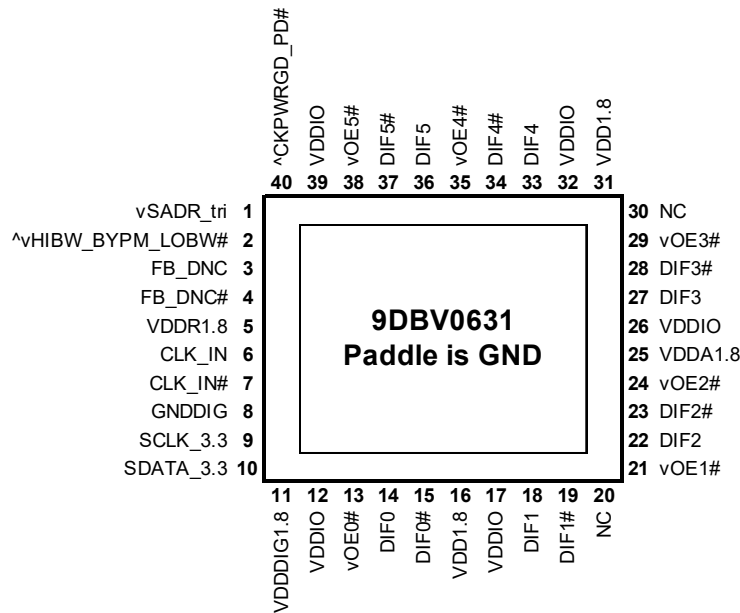 ^CKPWRGD_PD#
VDDIO
vOE5#
DIF5#
DIF5
vOE4#
DIF4#
DIF4
VDDIO
VDD1.8
40 39 38 37 36 35 34 33 32 31
vSADR_tri 1
^vHIBW_BYPM_LOBW# 2
FB_DNC 3
FB_DNC# 4
VDDR1.8 5
CLK_IN 6
CLK_IN# 7
GNDDIG 8
SCLK_3.3 9
SDATA_3.3 10
9DBV0631
Paddle is GND
30 NC
29 vOE3#
28 DIF3#
27 DIF3
26 VDDIO
25 VDDA1.8
24 vOE2#
23 DIF2#
22 DIF2
21 vOE1#
11 12 13 14 15 16 17 18 19 20
VDDDIG1.8
VDDIO
vOE0#
DIF0
DIF0#
VDD1.8
VDDIO
DIF1
DIF1#
NC